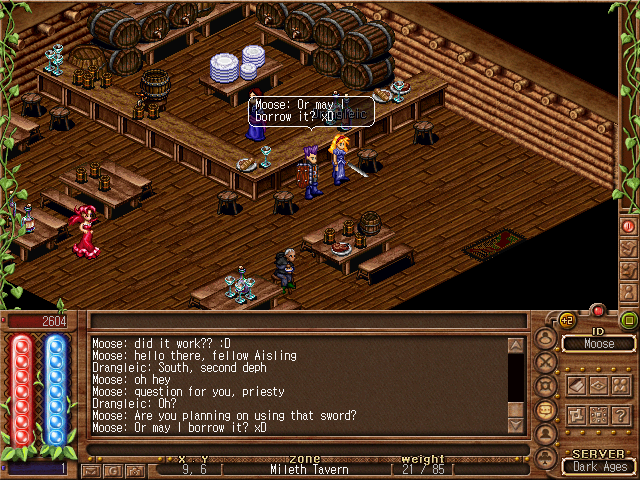 Moose: Or may I
borrow it? xD
Drangleic
2604
Moose: did it work?? :D
Moose: hello there, fellow Aisling
Drangleic: South, second deph
Moose: oh hey
Moose: question for you, priesty
Drangleic: Oh?
Moose: Are you planning on using that sword?
Moose: Or may I borrow it? xD
+2
ID
Moose
1
x y zone weight
9, 6 Mileth Tavern 21 / 85
G
?
SERVER
Dark Ages